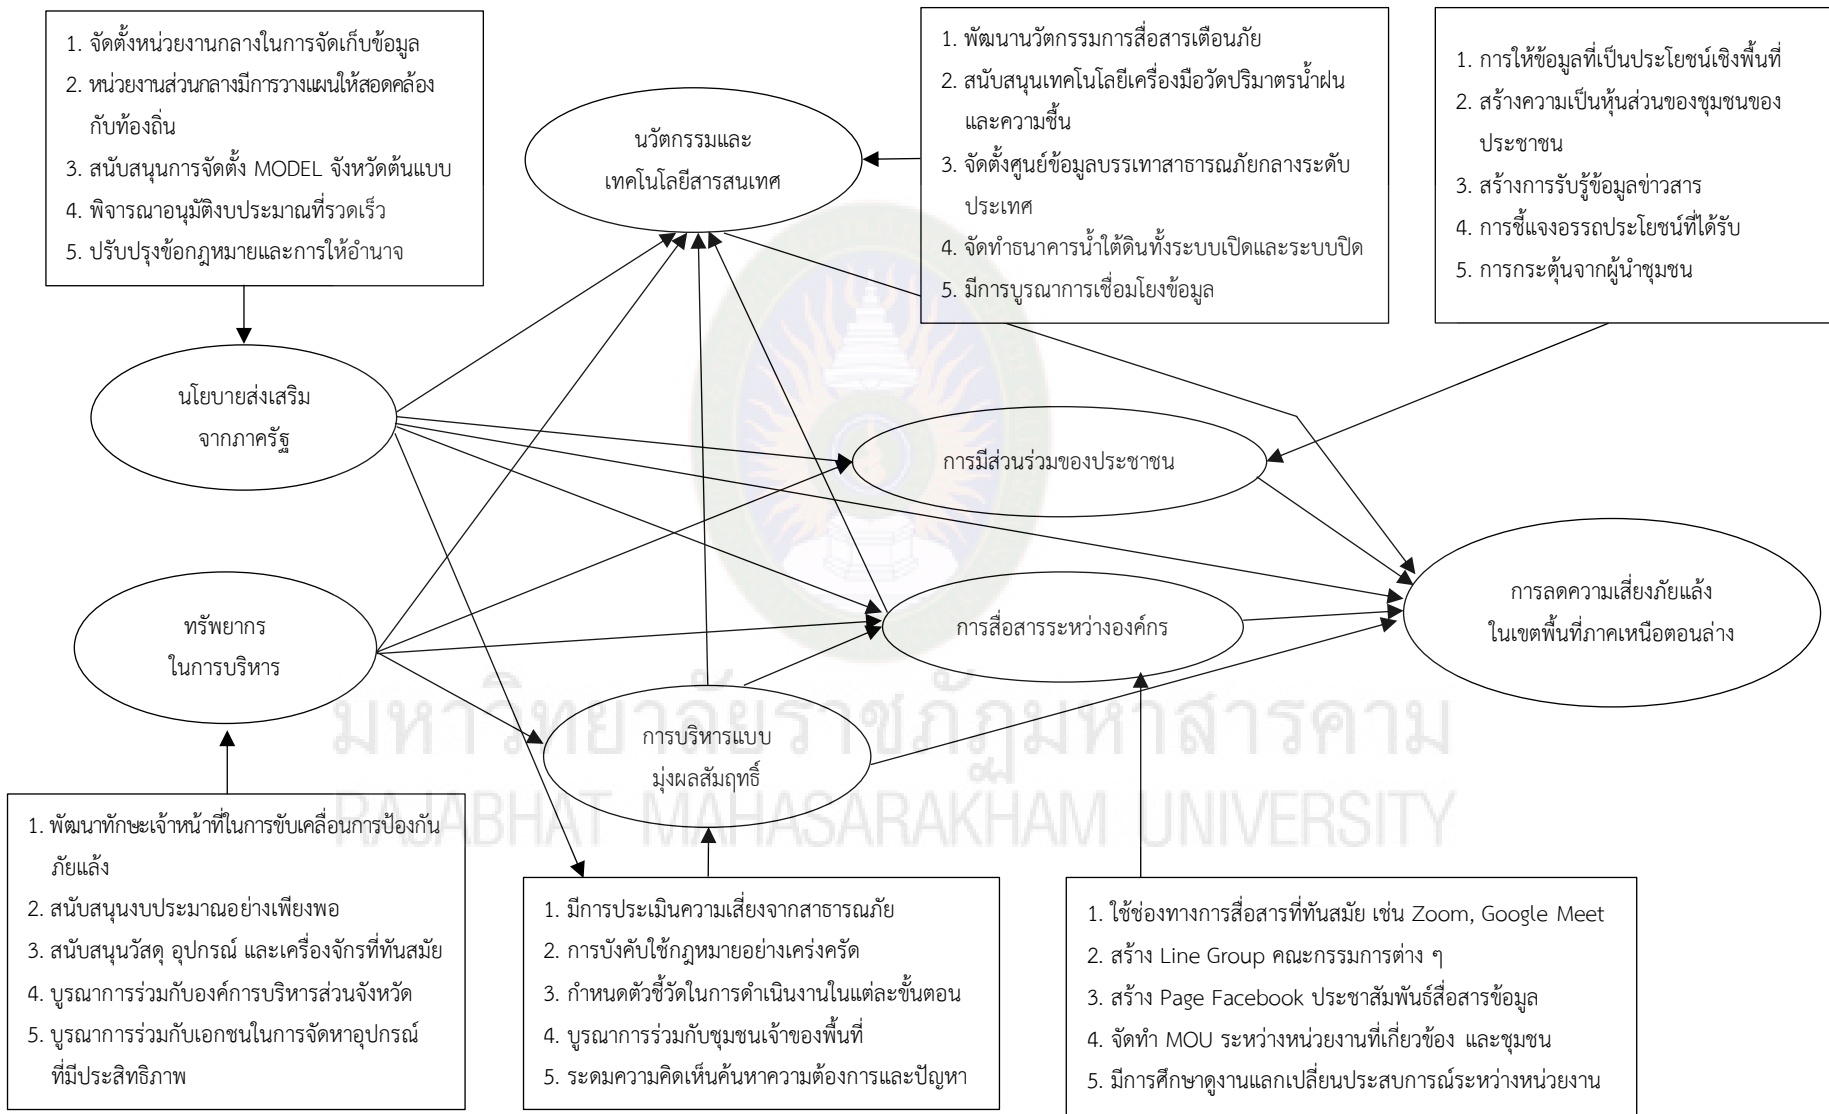 1. จัดตั้งหน่วยงานกลางในการจัดเก็บข้อมูล
2. หน่วยงานส่วนกลางมีการวางแผนให้สอดคล้อง
กับท้องถิ่น
3. สนับสนุนการจัดตั้ง MODEL จังหวัดต้นแบบ
4. พิจารณาอนุมัติงบประมาณที่รวดเร็ว
5. ปรับปรุงข้อกฎหมายและการให้อำนาจ
นวัตกรรมและ
เทคโนโลยีสารสนเทศ
1. พัฒนานวัตกรรมการสื่อสารเตือนภัย
2. สนับสนุนเทคโนโลยีเครื่องมือวัดปริมาตรน้ำฝน
และความชื้น
3. จัดตั้งศูนย์ข้อมูลบรรเทาสาธารณภัยกลางระดับ
ประเทศ
4. จัดทำธนาคารน้ำใต้ดินทั้งระบบเปิดและระบบปิด
5. มีการบูรณาการเชื่อมโยงข้อมูล
1. การให้ข้อมูลที่เป็นประโยชน์เชิงพื้นที่
2. สร้างความเป็นหุ้นส่วนของชุมชนของ
ประชาชน
3. สร้างการรับรู้ข้อมูลข่าวสาร
4. การชี้แจงอรรถประโยชน์ที่ได้รับ
5. การกระตุ้นจากผู้นำชุมชน
นโยบายส่งเสริม
จากภาครัฐ
การมีส่วนร่วมของประชาชน
ทรัพยากร
ในการบริหาร
การสื่อสารระหว่างองค์กร
การลดความเสี่ยงภัยแล้ง
ในเขตพื้นที่ภาคเหนือตอนล่าง
การบริหารแบบ
มุ่งผลสัมฤทธิ์
มหาวิทยาลัยราชภัฏมหาสารคาม
RAJABHAT MAHASARAKHAM UNIVERSITY
1. พัฒนาทักษะเจ้าหน้าที่ในการขับเคลื่อนการป้องกัน
ภัยแล้ง
2. สนับสนุนงบประมาณอย่างเพียงพอ
3. สนับสนุนวัสดุ อุปกรณ์ และเครื่องจักรที่ทันสมัย
4. บูรณาการร่วมกับองค์การบริหารส่วนจังหวัด
5. บูรณาการร่วมกับเอกชนในการจัดหาอุปกรณ์
ที่มีประสิทธิภาพ
1. มีการประเมินความเสี่ยงจากสาธารณภัย
2. การบังคับใช้กฎหมายอย่างเคร่งครัด
3. กำหนดตัวชี้วัดในการดำเนินงานในแต่ละขั้นตอน
4. บูรณาการร่วมกับชุมชนเจ้าของพื้นที่
5. ระดมความคิดเห็นค้นหาความต้องการและปัญหา
1. ใช้ช่องทางการสื่อสารที่ทันสมัย เช่น Zoom, Google Meet
2. สร้าง Line Group คณะกรรมการต่าง ๆ
3. สร้าง Page Facebook ประชาสัมพันธ์สื่อสารข้อมูล
4. จัดทำ MOU ระหว่างหน่วยงานที่เกี่ยวข้อง และชุมชน
5. มีการศึกษาดูงานแลกเปลี่ยนประสบการณ์ระหว่างหน่วยงาน